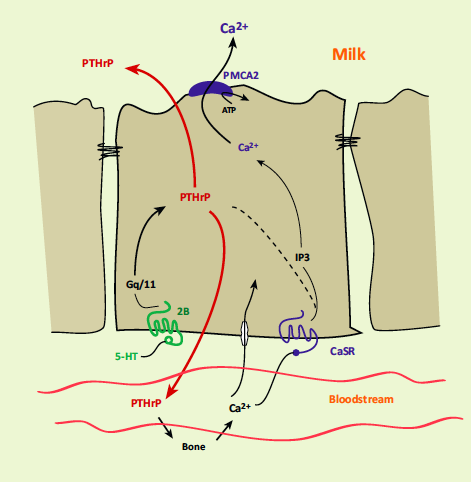 Ca²⁺
Milk
PTHrP
PMCA2
ATP
Ca²⁺
PTHrP
IP3
Gq/11
2B
5-HT
CaSR
PTHrP
Ca²⁺
Bloodstream
Bone